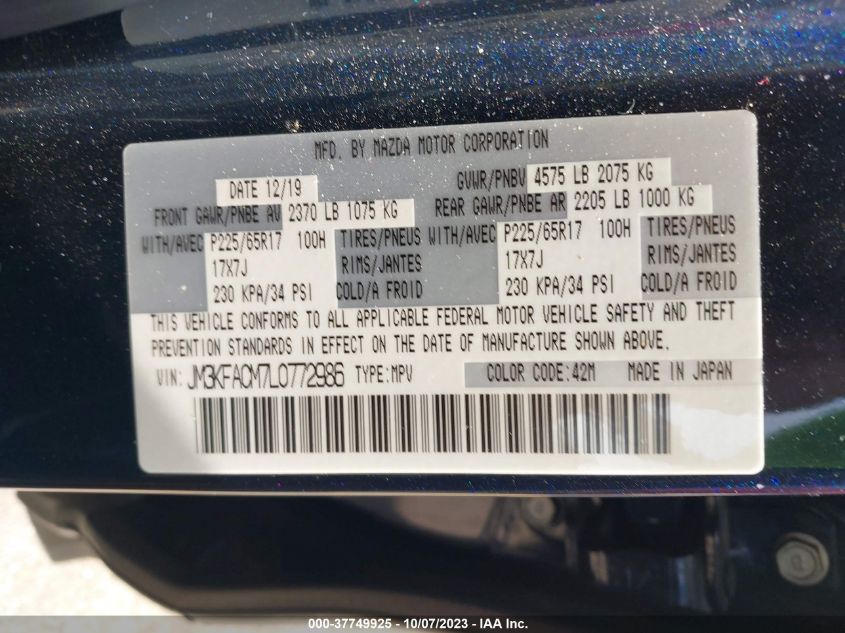 MFD. BY MAZDA MOTOR CORPORATION
DATE 12/19 GVWR/PNBV 4575 LB 2075 KG
FRONT GAWR/PNBE AV 2370 LB 1075 KG REAR GAWR/PNBE AR 2205 LB 1000 KG
WITH/AVEC P225/65R17 100H TIRES/PNEUS WITH/AVEC P225/65R17 100H TIRES/PNEUS
17X7J RIMS/JANTES 17X7J RIMS/JANTES
230 KPA/34 PSI COLD/A FROID 230 KPA/34 PSI COLD/A FROID
THIS VEHICLE CONFORMS TO ALL APPLICABLE FEDERAL MOTOR VEHICLE SAFETY AND THEFT
PREVENTION STANDARDS IN EFFECT ON THE DATE OF MANUFACTURE SHOWN ABOVE.
VIN: JM3KFACM7L0772986 TYPE:MPV COLOR CODE:42M MADE IN JAPAN
000-37749925 - 10/07/2023 - IAA Inc.